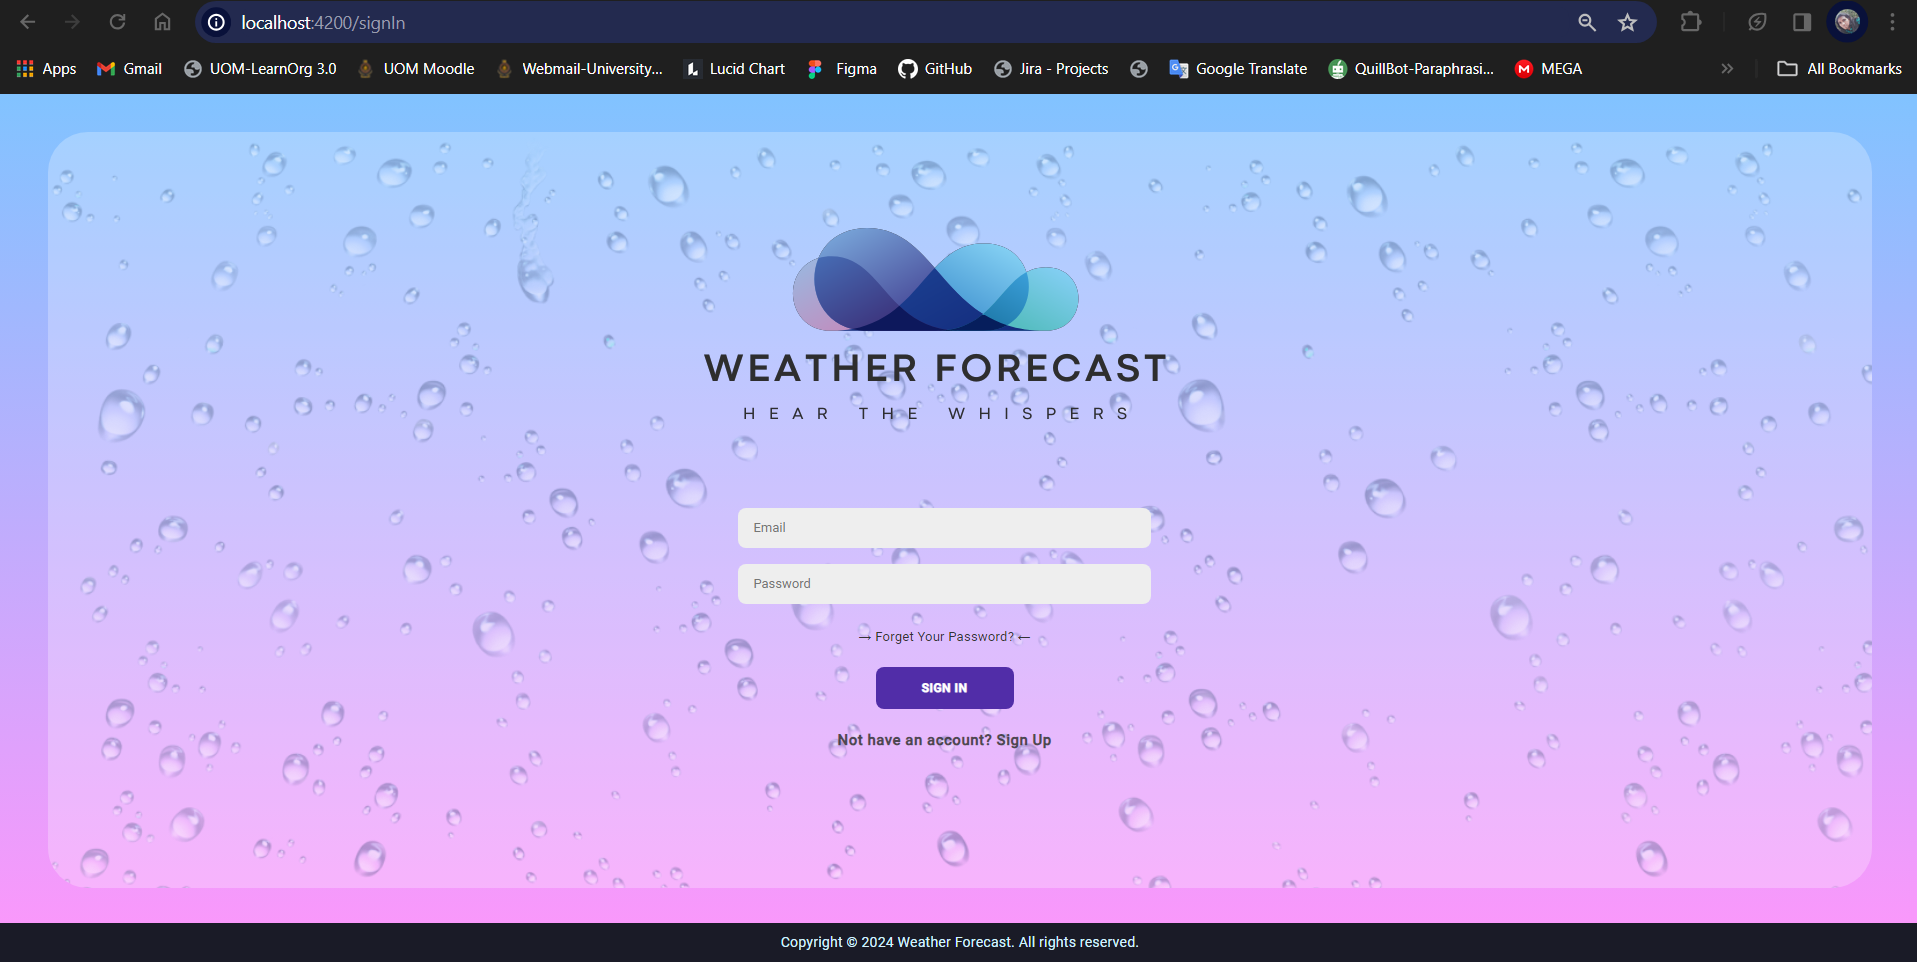 localhost:4200/signIn
Apps Gmail UOM-LearnOrg 3.0 UOM Moodle Webmail-University... Lucid Chart Figma GitHub Jira - Projects Google Translate QuillBot-Paraphrasi... MEGA » All Bookmarks
WEATHER FORECAST
HEAR THE WHISPERS
Email
Password
→ Forget Your Password? ←
SIGN IN
Not have an account? Sign Up
Copyright © 2024 Weather Forecast. All rights reserved.